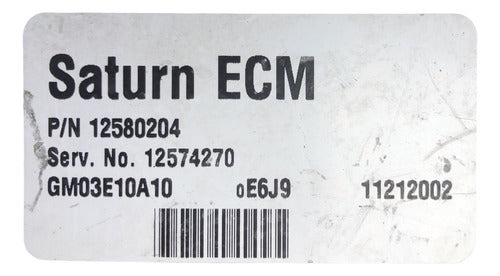 Saturn ECM
P/N 12580204
Serv. No. 12574270
GM03E10A10 0E6J9 11212002